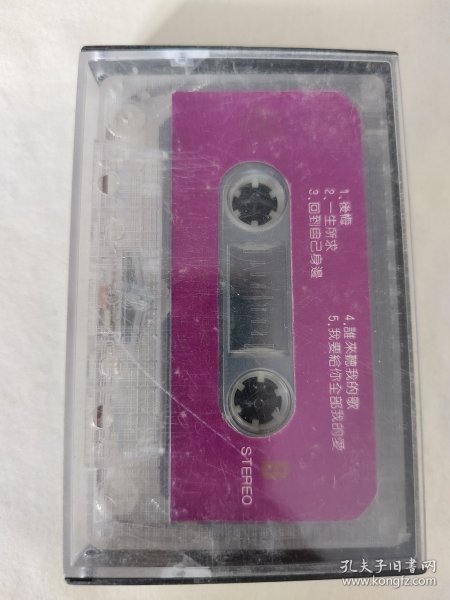 1.後悔
2.一生所求
3.回到自己身邊
4.誰來聽我的歌
5.我要給你全部我的愛
B
STEREO
孔夫子旧书网
www.kongfz.com